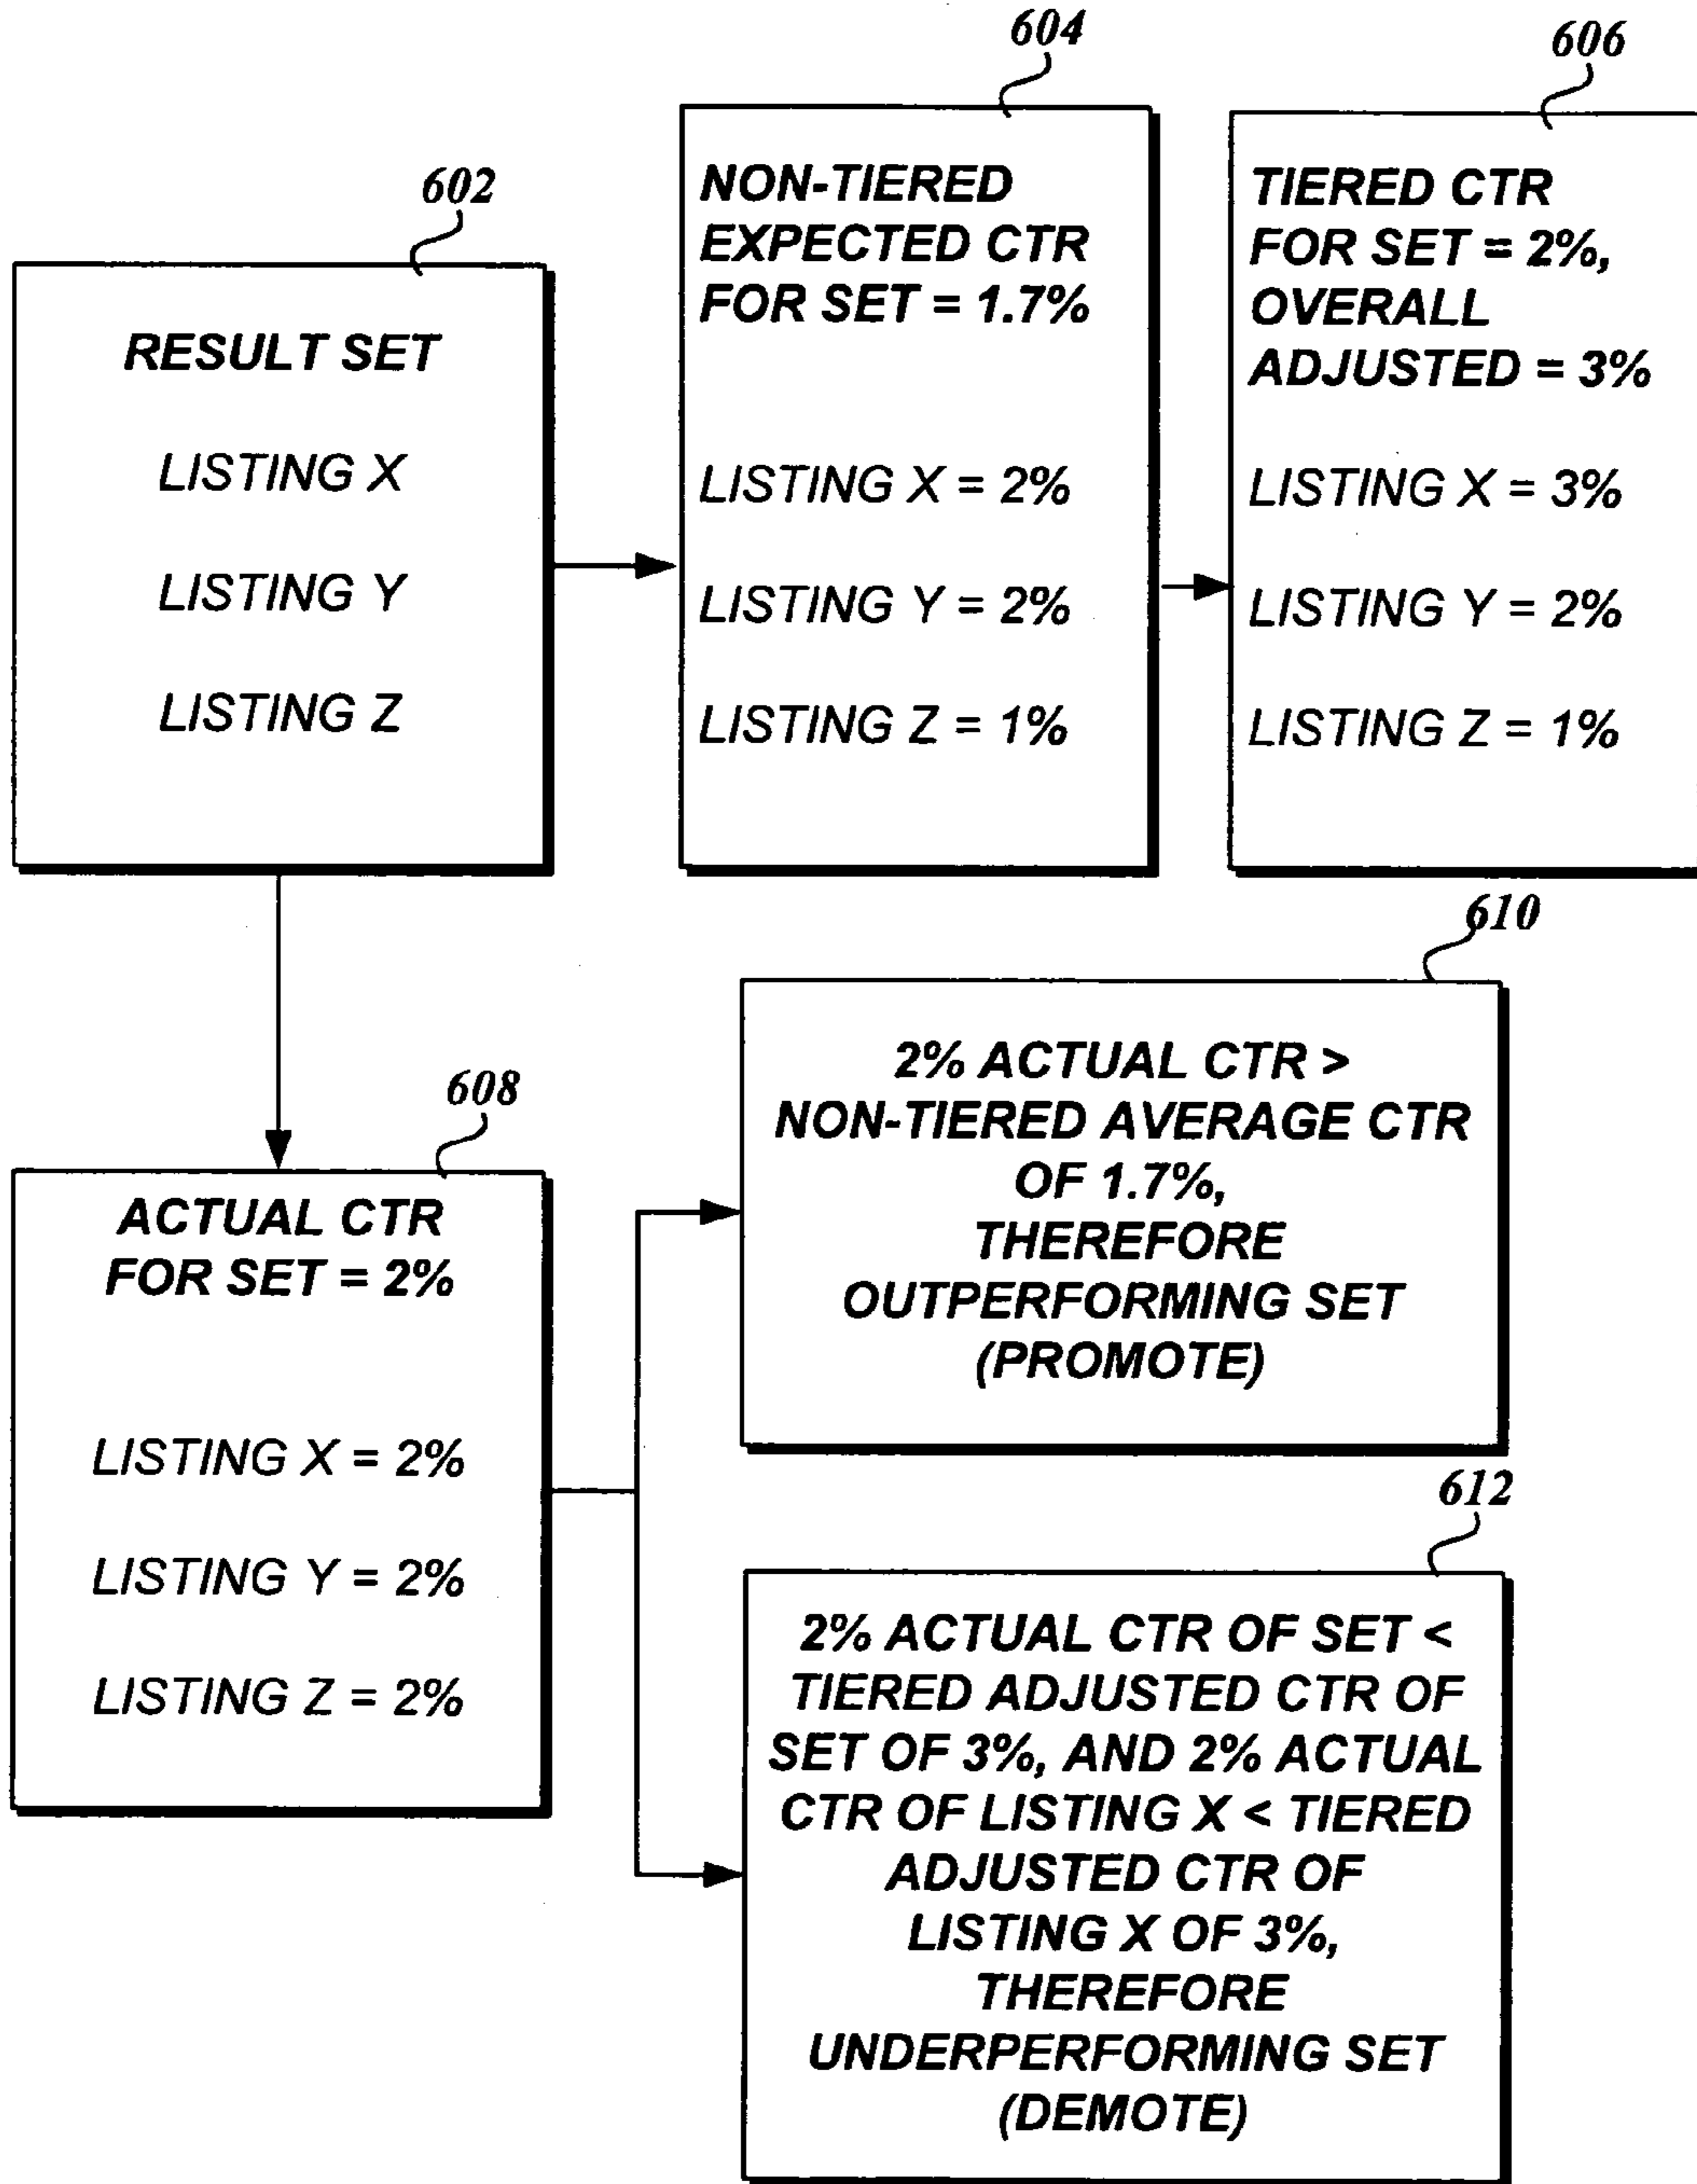 602
RESULT SET
LISTING X
LISTING Y
LISTING Z
604
NON-TIERED
EXPECTED CTR
FOR SET = 1.7%
LISTING X = 2%
LISTING Y = 2%
LISTING Z = 1%
606
TIERED CTR
FOR SET = 2%,
OVERALL
ADJUSTED = 3%
LISTING X = 3%
LISTING Y = 2%
LISTING Z = 1%
608
ACTUAL CTR
FOR SET = 2%
LISTING X = 2%
LISTING Y = 2%
LISTING Z = 2%
610
2% ACTUAL CTR >
NON-TIERED AVERAGE CTR
OF 1.7%,
THEREFORE
OUTPERFORMING SET
(PROMOTE)
612
2% ACTUAL CTR OF SET <
TIERED ADJUSTED CTR OF
SET OF 3%, AND 2% ACTUAL
CTR OF LISTING X < TIERED
ADJUSTED CTR OF
LISTING X OF 3%,
THEREFORE
UNDERPERFORMING SET
(DEMOTE)